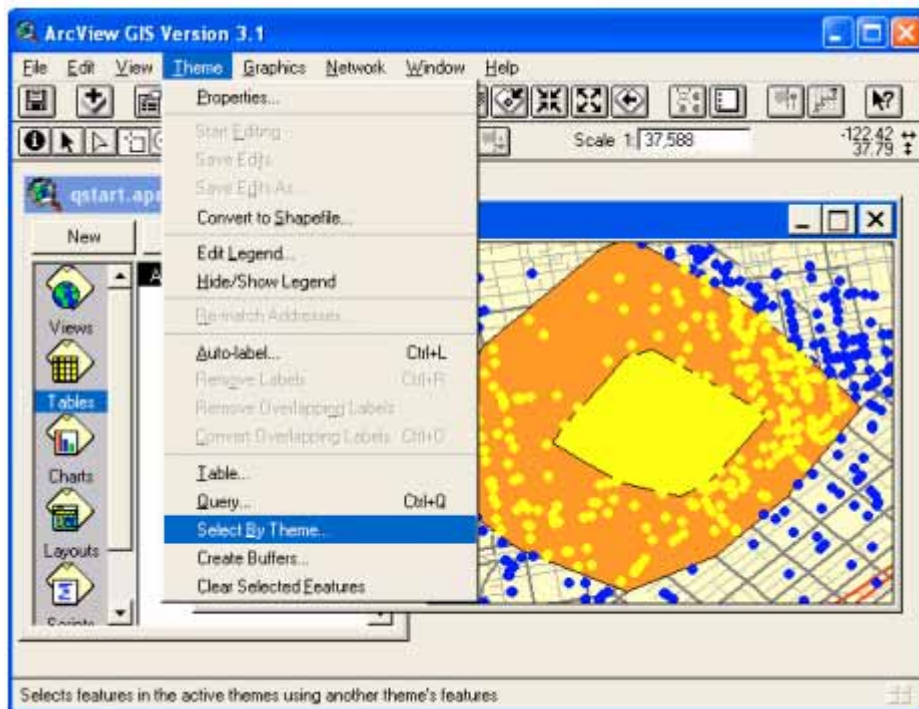 ArcView GIS Version 3.1
File Edit View Theme Graphics Network Window Help
Scale 1: 37,588
-122.42
37.79
qstart.apr
New
Views
Tables
Charts
Layouts
Scripts
Properties...
Start Editing
Save Edits
Save Edits As...
Convert to Shapefile...
Edit Legend...
Hide/Show Legend
Re-match Addresses
Auto-label... Ctrl+L
Remove Labels Ctrl+R
Remove Overlapping Labels
Convert Overlapping Labels Ctrl+O
Table...
Query... Ctrl+Q
Select By Theme...
Create Buffers...
Clear Selected Features
Selects features in the active themes using another theme's features